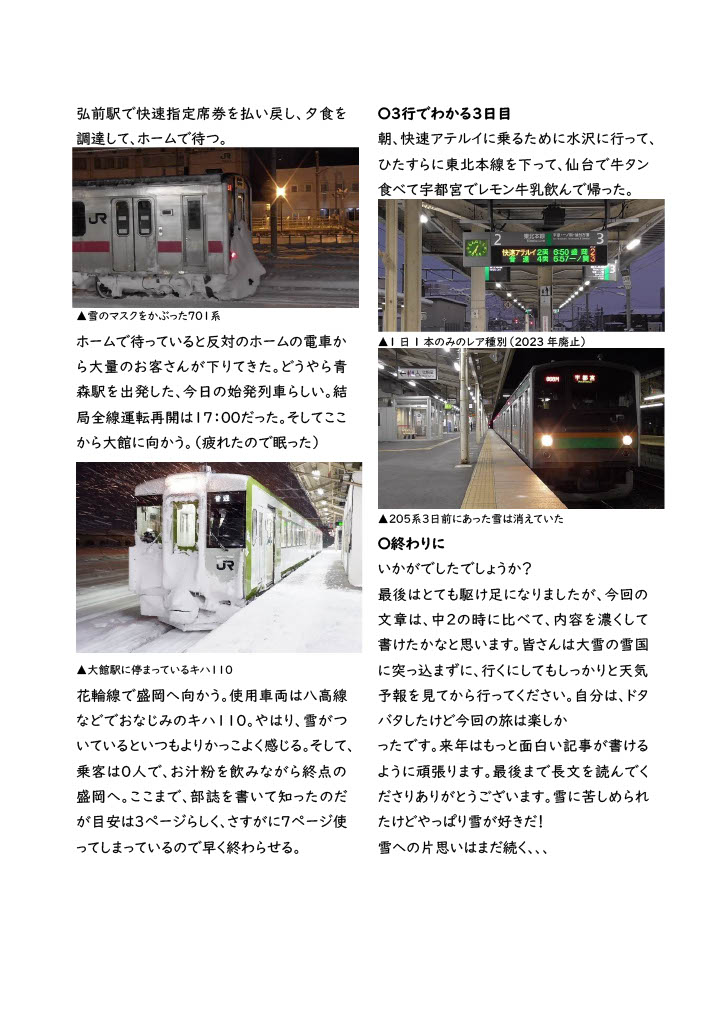 弘前駅で快速指定席券を払い戻し、夕食を
調達して、ホームで待つ。
JR
▲雪のマスクをかぶった701系
ホームで待っていると反対のホームの電車か
ら大量のお客さんが下りてきた。どうやら青
森駅を出発した、今日の始発列車らしい。結
局全線運転再開は17:00だった。そしてここ
から大館に向かう。（疲れたので眠った）
普通
JR
▲大館駅に停まっているキハ110
花輪線で盛岡へ向かう。使用車両は八高線
などでおなじみのキハ110。やはり、雪がつ
いているといつもよりかっこよく感じる。そして、
乗客は0人で、お汁粉を飲みながら終点の
盛岡へ。ここまで、部誌を書いて知ったのだ
が目安は3ページらしく、さすがに7ページ使
ってしまっているので早く終わらせる。
〇3行でわかる3日目
朝、快速アテルイに乗るために水沢に行って、
ひたすらに東北本線を下って、仙台で牛タン
食べて宇都宮でレモン牛乳飲んで帰った。
2 東北本線 3
快速アテルイ 2両 6:50 盛岡 2
普通 4両 6:57 一ノ関 3
▲1日1本のみのレア種別（2023年廃止）
宇都宮
▲205系3日前にあった雪は消えていた
〇終わりに
いかがでしたでしょうか？
最後はとても駆け足になりましたが、今回の
文章は、中2の時に比べて、内容を濃くして
書けたかなと思います。皆さんは大雪の雪国
に突っ込まずに、行くにしてもしっかりと天気
予報を見てから行ってください。自分は、ドタ
バタしたけど今回の旅は楽しか
ったです。来年はもっと面白い記事が書ける
ように頑張ります。最後まで長文を読んでく
ださりありがとうございます。雪に苦しめられ
たけどやっぱり雪が好きだ！
雪への片思いはまだ続く、、、